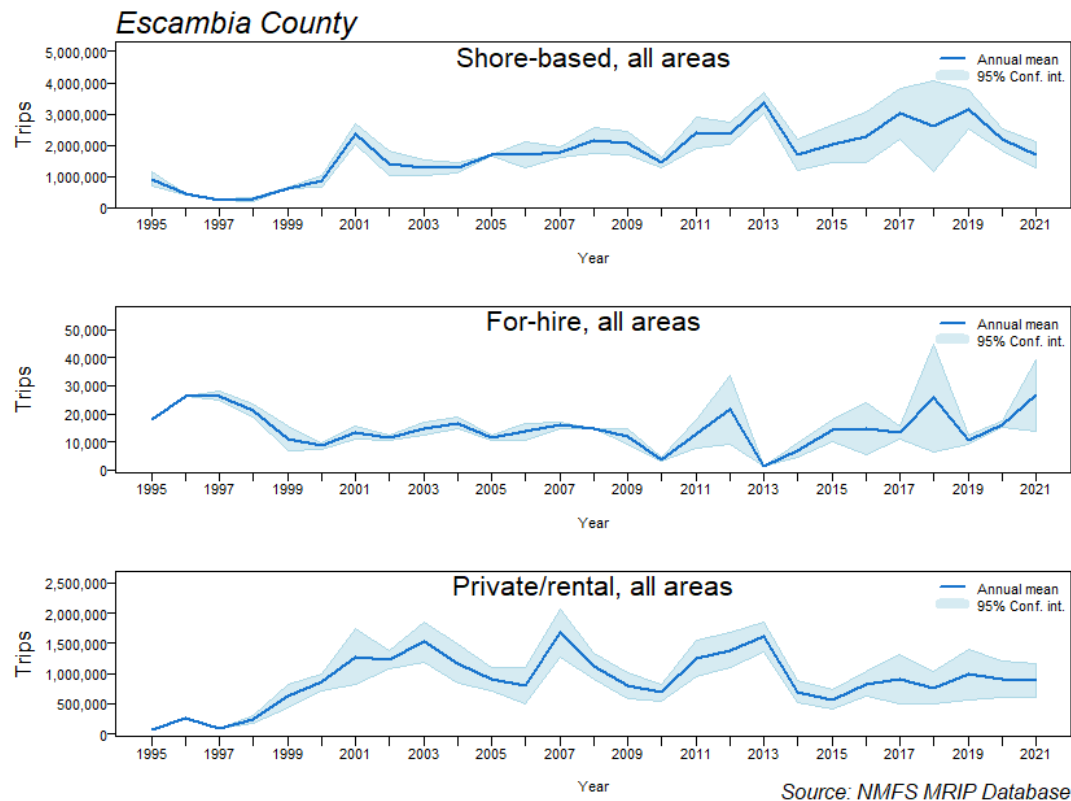 Escambia County
Shore-based, all areas
Annual mean
95% Conf. int.
Trips
5,000,000
4,000,000
3,000,000
2,000,000
1,000,000
0
1995 1997 1999 2001 2003 2005 2007 2009 2011 2013 2015 2017 2019 2021
Year
For-hire, all areas
Annual mean
95% Conf. int.
Trips
50,000
40,000
30,000
20,000
10,000
0
1995 1997 1999 2001 2003 2005 2007 2009 2011 2013 2015 2017 2019 2021
Year
Private/rental, all areas
Annual mean
95% Conf. int.
Trips
2,500,000
2,000,000
1,500,000
1,000,000
500,000
0
1995 1997 1999 2001 2003 2005 2007 2009 2011 2013 2015 2017 2019 2021
Year
Source: NMFS MRIP Database